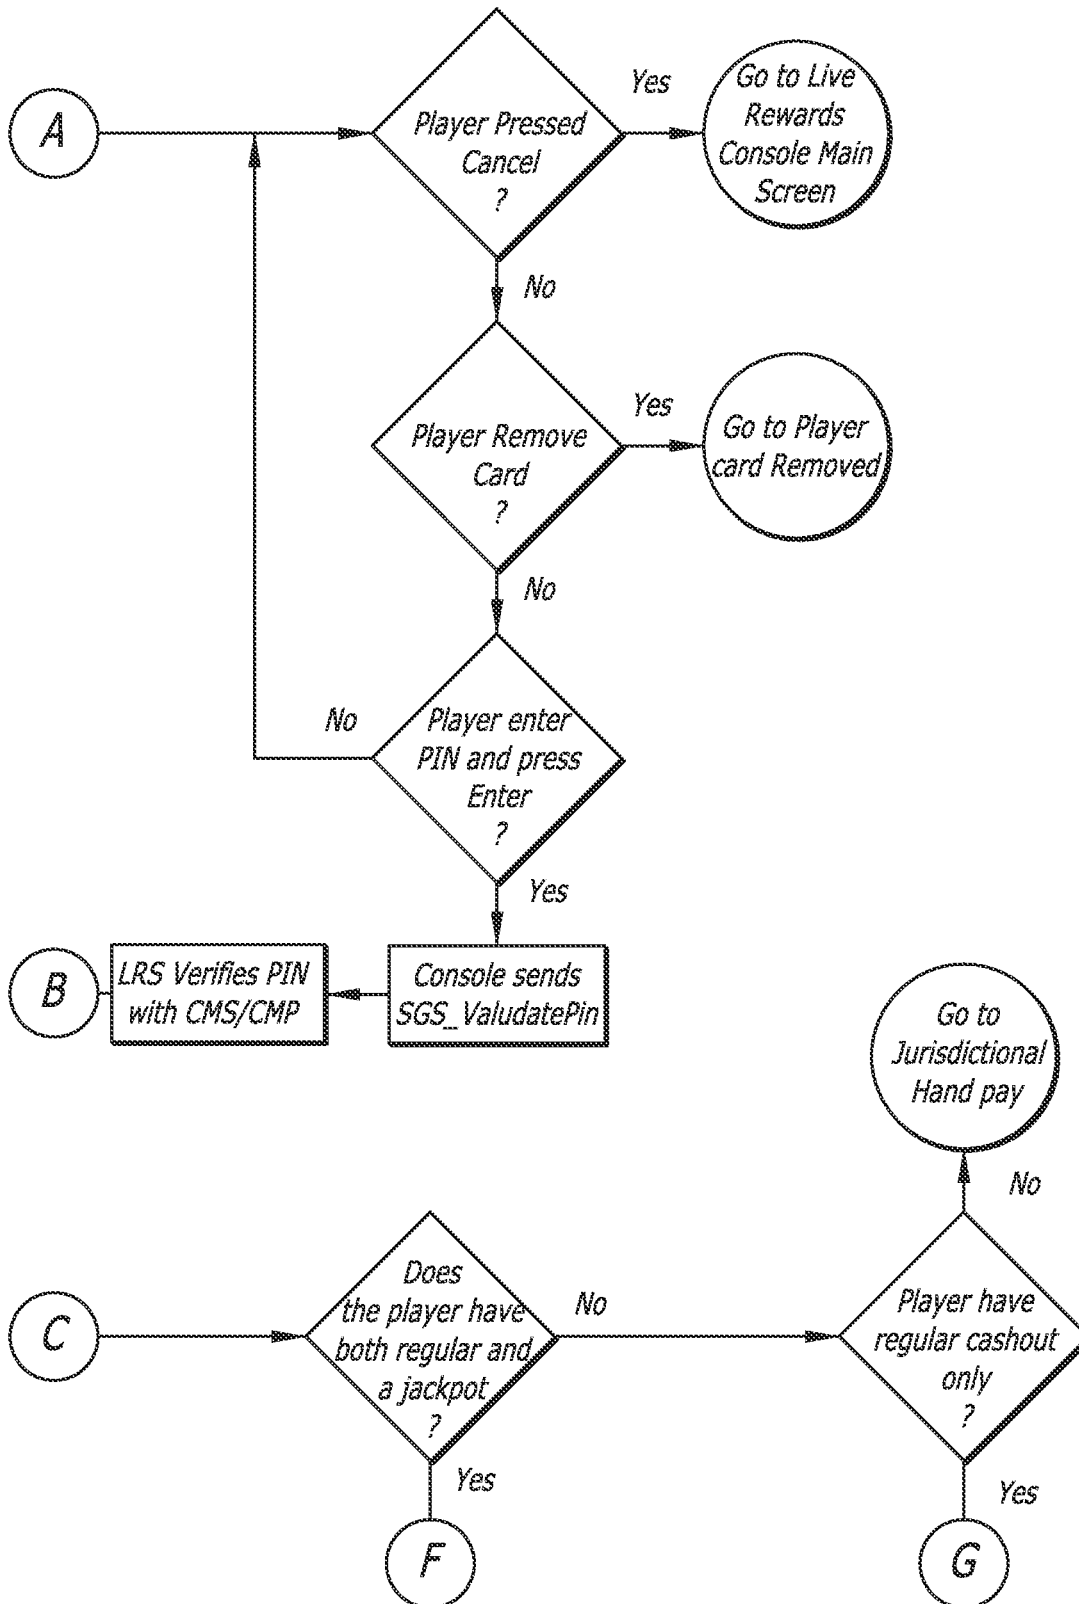 A
Player Pressed
Cancel
?
Yes
Go to Live
Rewards
Console Main
Screen
No
Player Remove
Card
?
Yes
Go to Player
card Removed
No
Player enter
PIN and press
Enter
?
No
Yes
B
LRS Verifies PIN
with CMS/CMP
Console sends
SGS_ValudatePin
Go to
Jurisdictional
Hand pay
No
C
Does
the player have
both regular and
a jackpot
?
No
Player have
regular cashout
only
?
Yes
Yes
F
G